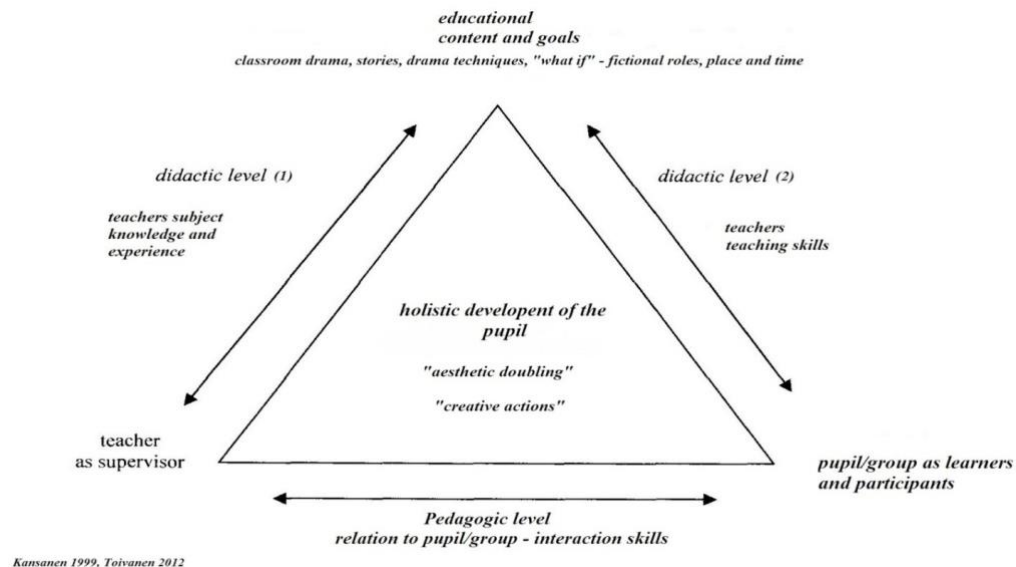 educational
content and goals
classroom drama, stories, drama techniques, "what if" - fictional roles, place and time
didactic level (1)
didactic level (2)
teachers subject
knowledge and
experience
teachers
teaching skills
holistic developent of the
pupil
"aesthetic doubling"
"creative actions"
teacher
as supervisor
pupil/group as learners
and participants
Pedagogic level
relation to pupil/group - interaction skills
Kansanen 1999, Toivanen 2012